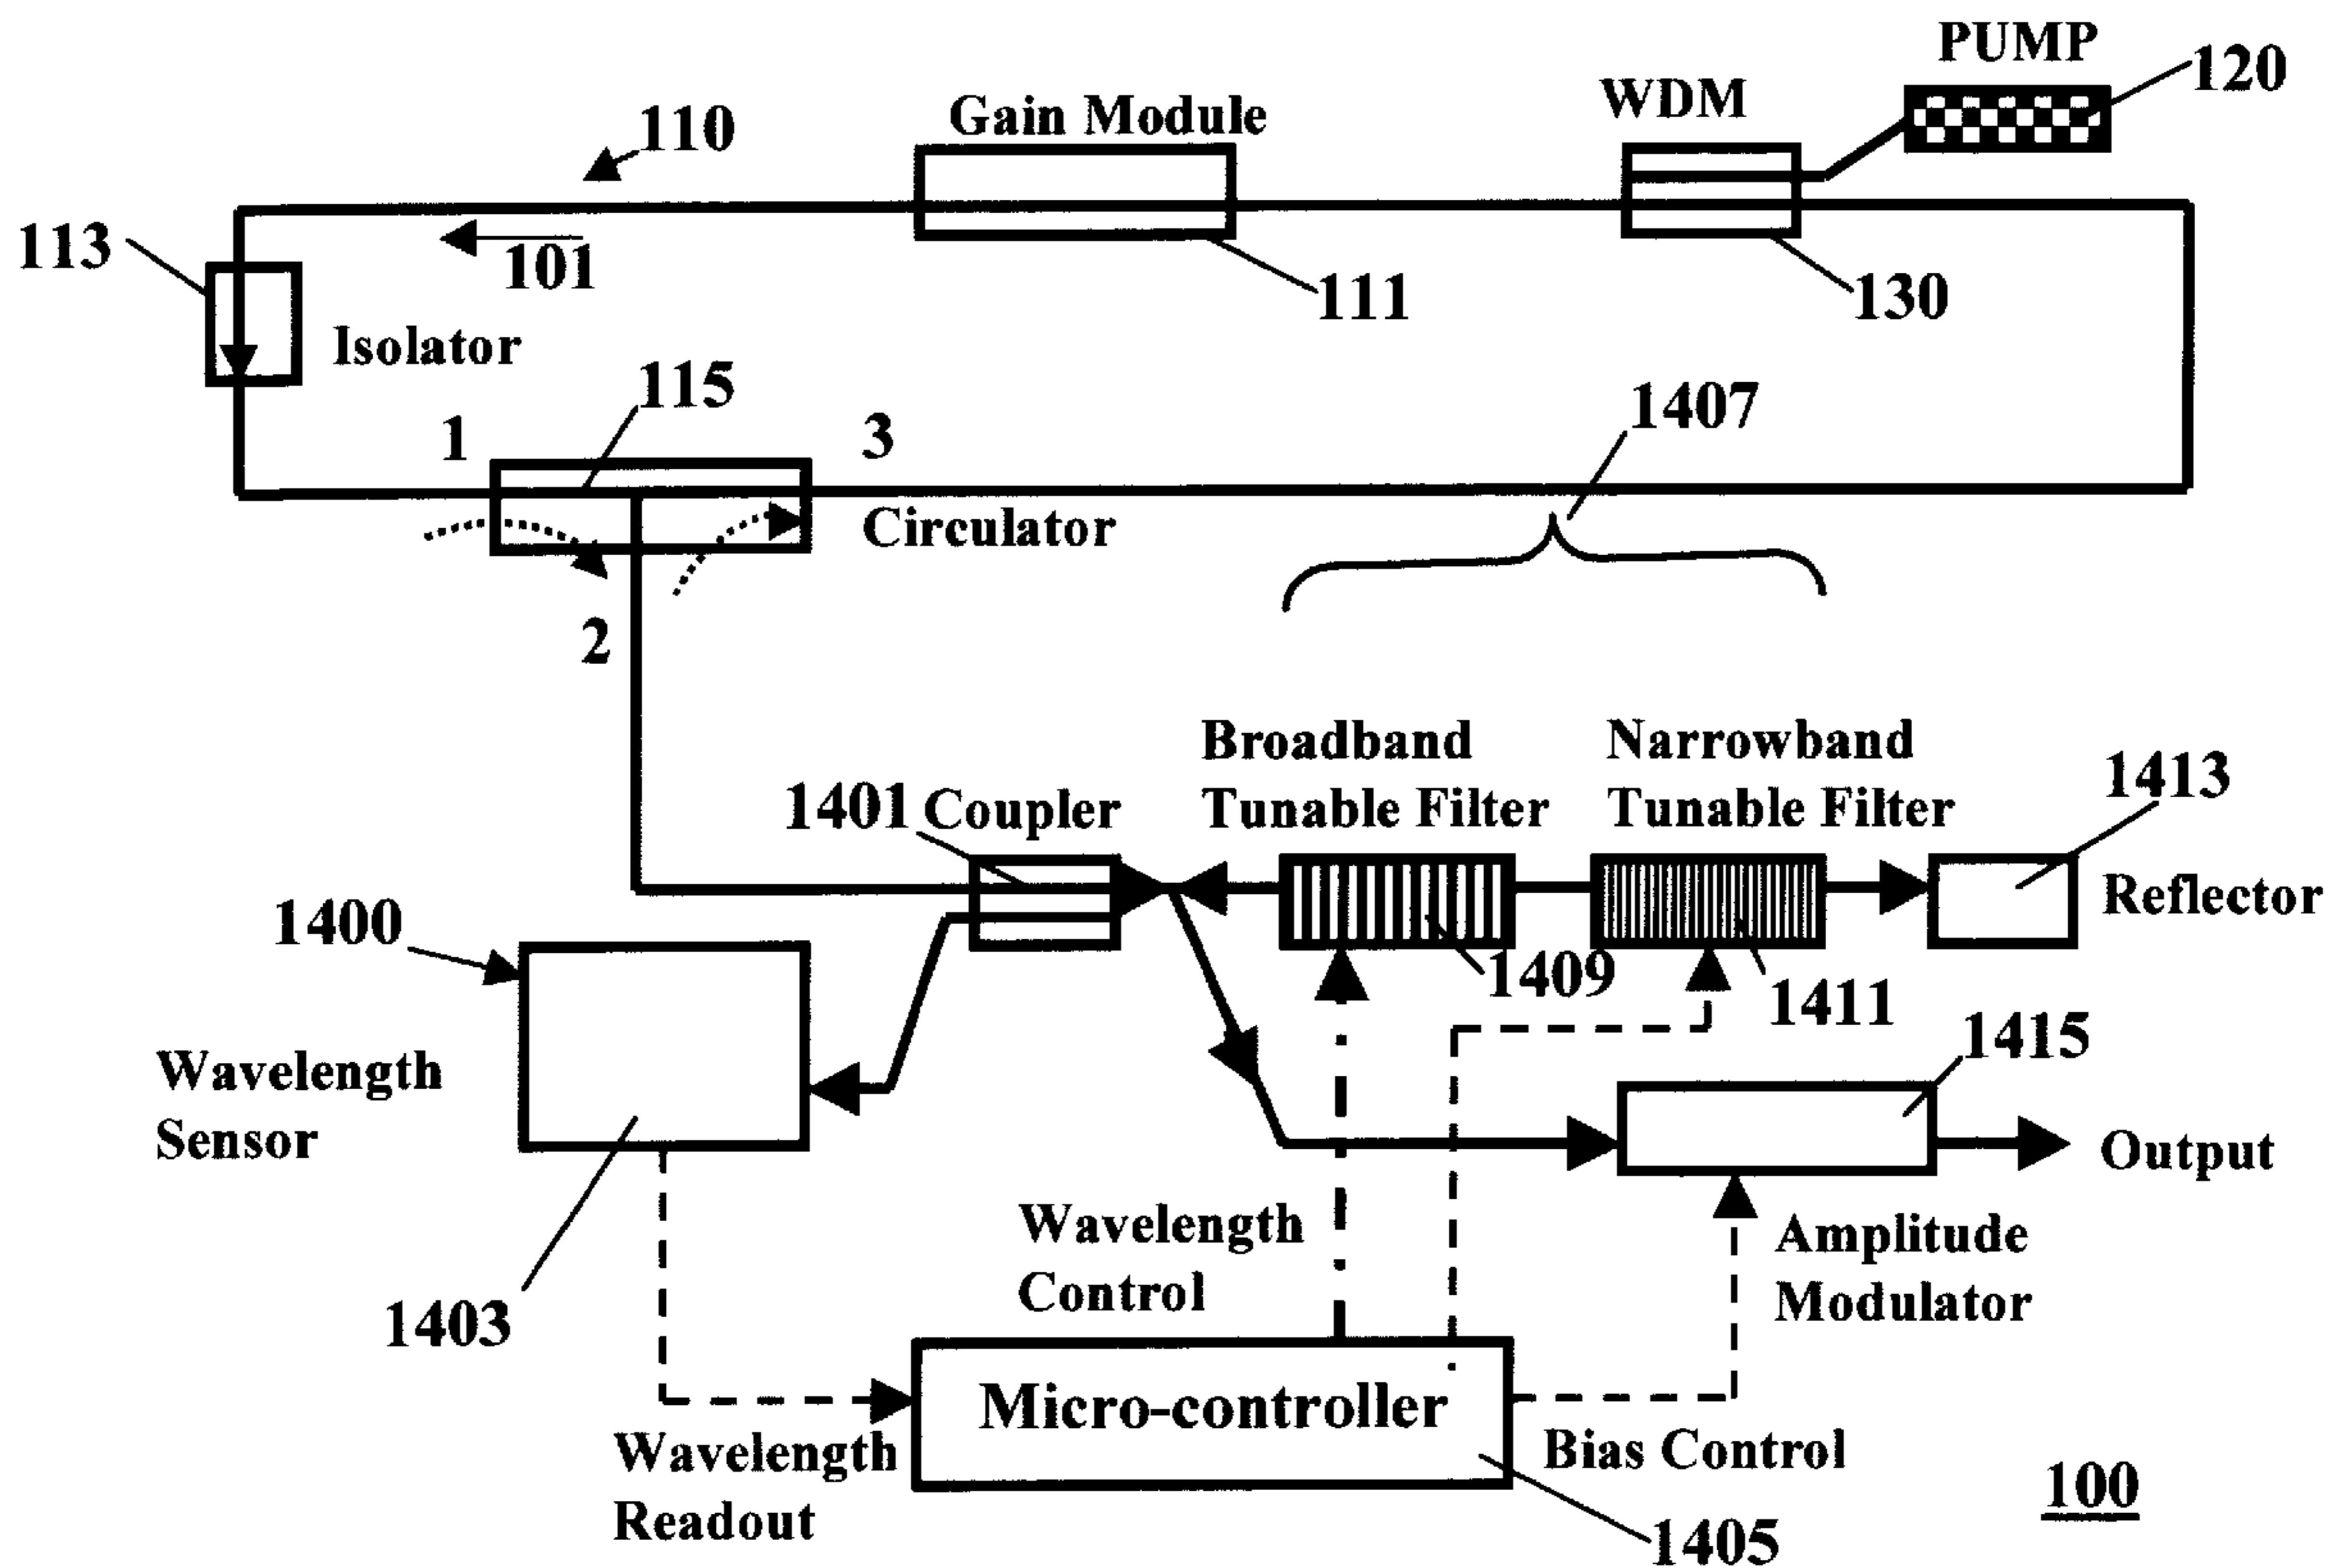 PUMP
120
WDM
Gain Module
110
113
101
111
130
Isolator
115
1
3
1407
Circulator
2
Broadband
Tunable Filter
Narrowband
Tunable Filter
1413
1401 Coupler
Reflector
1400
1409
1411
1415
Wavelength
Sensor
Output
Wavelength
Control
Amplitude
Modulator
1403
Micro-controller
Wavelength
Readout
Bias Control
1405
100